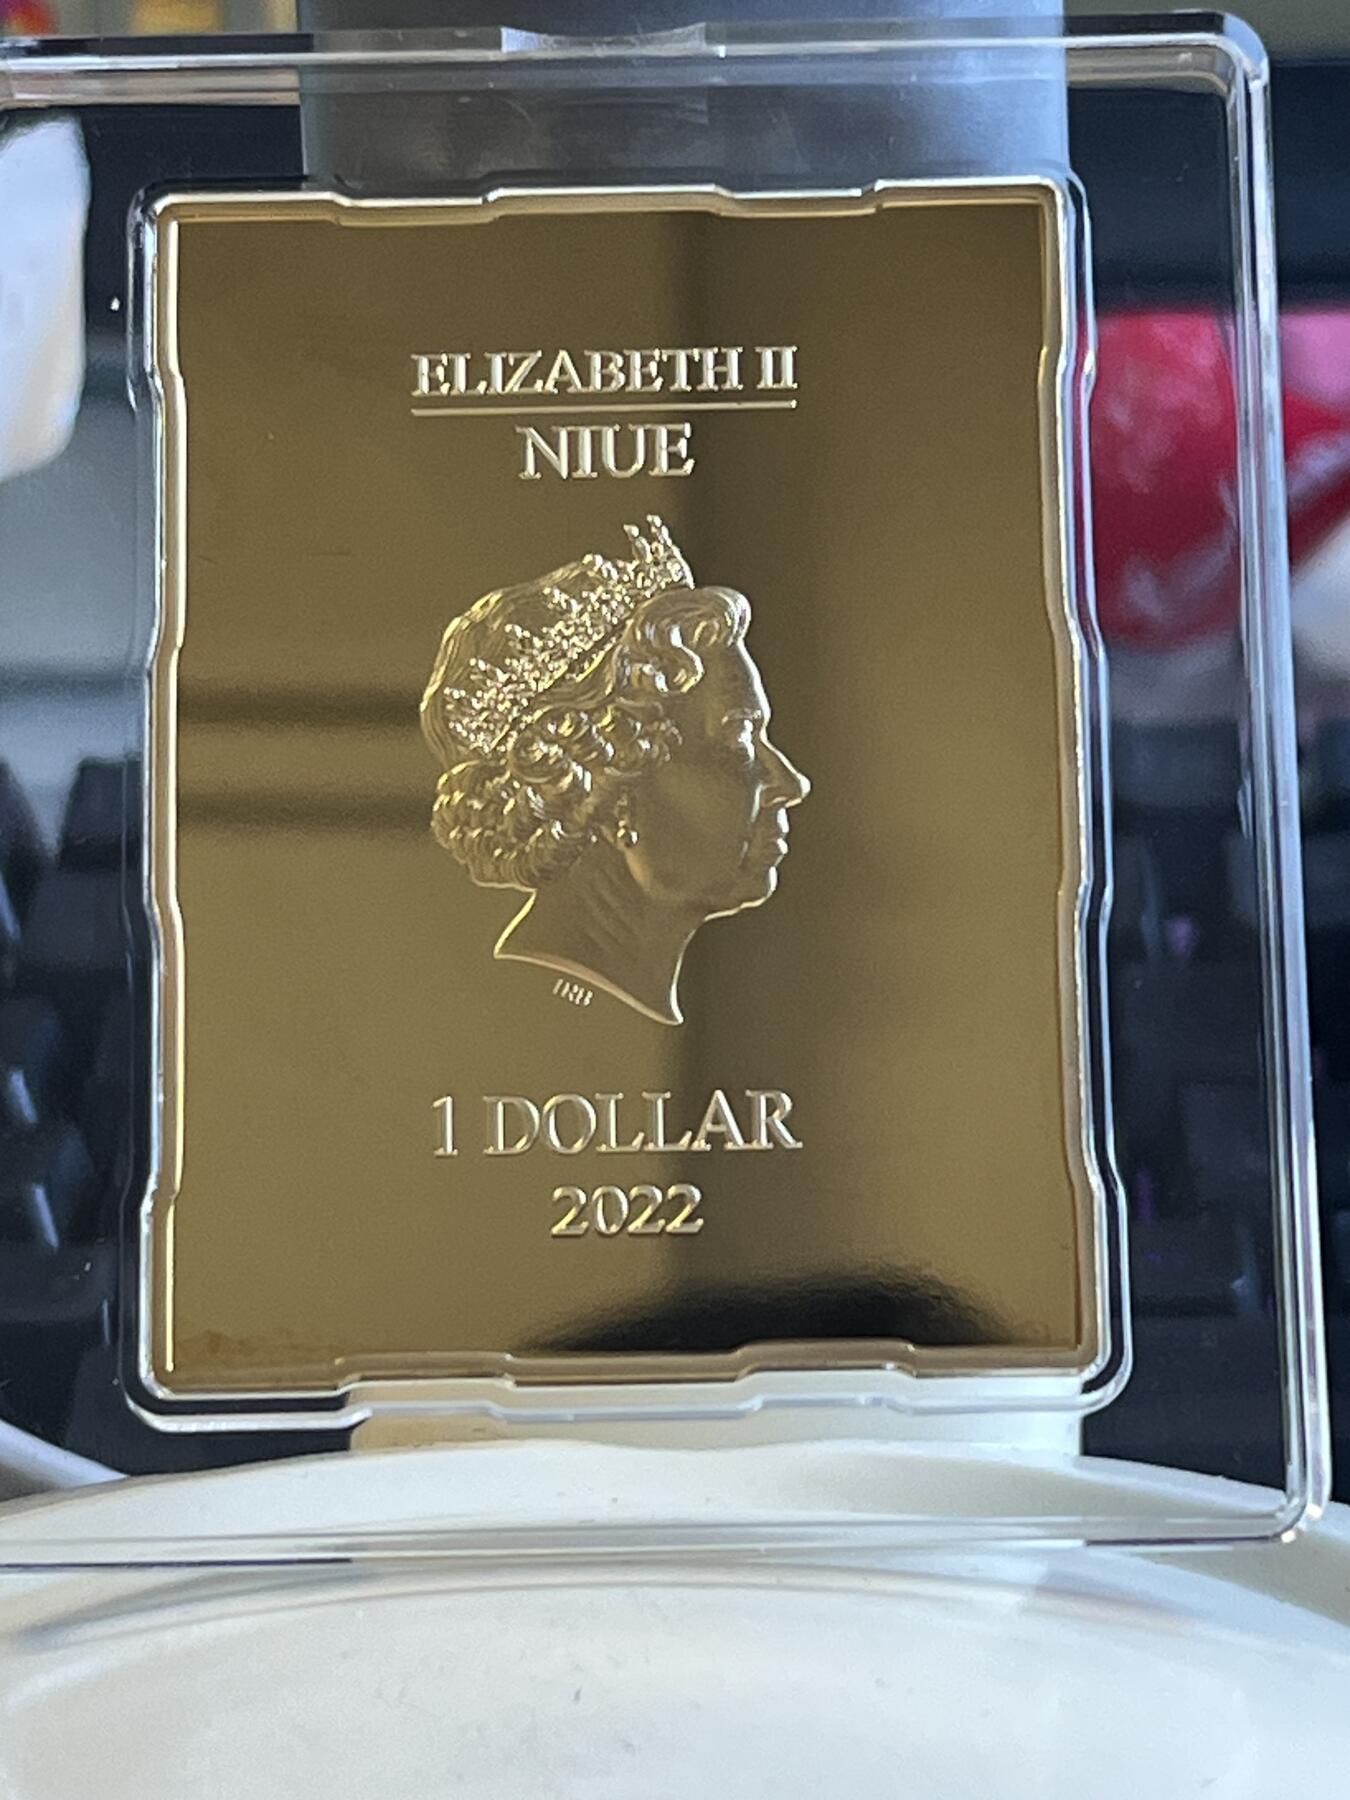 ELIZABETH II
NIUE
IRB
1 DOLLAR
2022